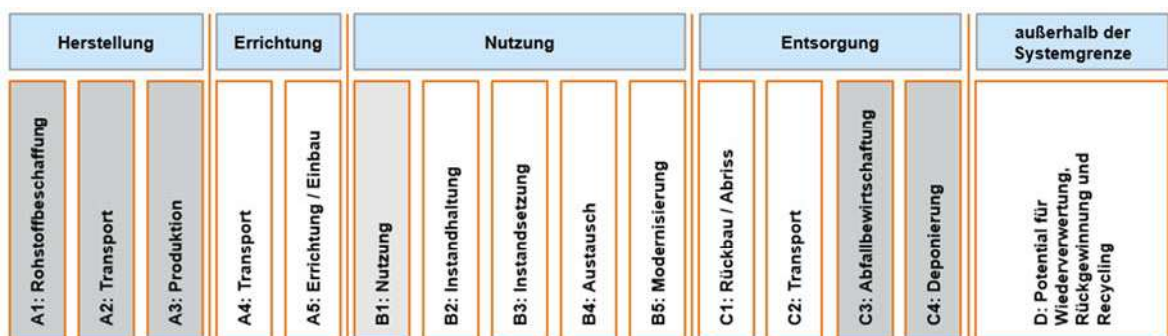 Herstellung
Errichtung
Nutzung
Entsorgung
außerhalb der
Systemgrenze
A1: Rohstoffbeschaffung
A2: Transport
A3: Produktion
A4: Transport
A5: Errichtung / Einbau
B1: Nutzung
B2: Instandhaltung
B3: Instandsetzung
B4: Austausch
B5: Modernisierung
C1: Rückbau / Abriss
C2: Transport
C3: Abfallbewirtschaftung
C4: Deponierung
D: Potential für
Wiederverwertung,
Rückgewinnung und
Recycling